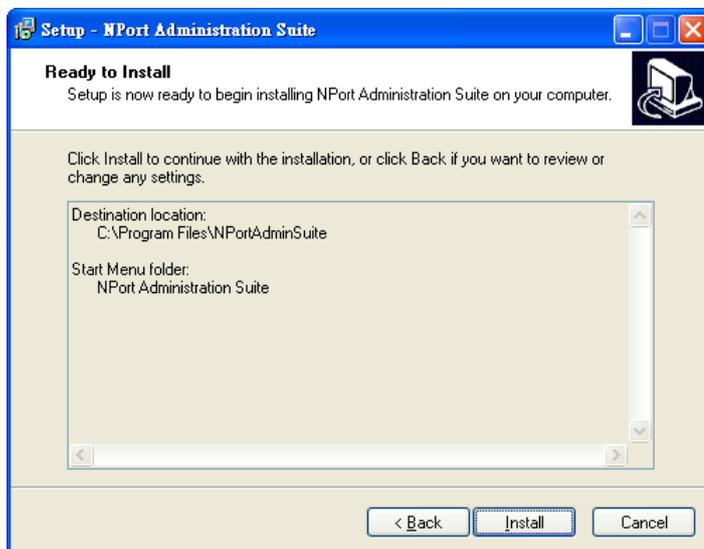 Setup - NPort Administration Suite
Ready to Install
Setup is now ready to begin installing NPort Administration Suite on your computer.
Click Install to continue with the installation, or click Back if you want to review or
change any settings.
Destination location:
C:\Program Files\NPortAdminSuite
Start Menu folder:
NPort Administration Suite
< Back
Install
Cancel